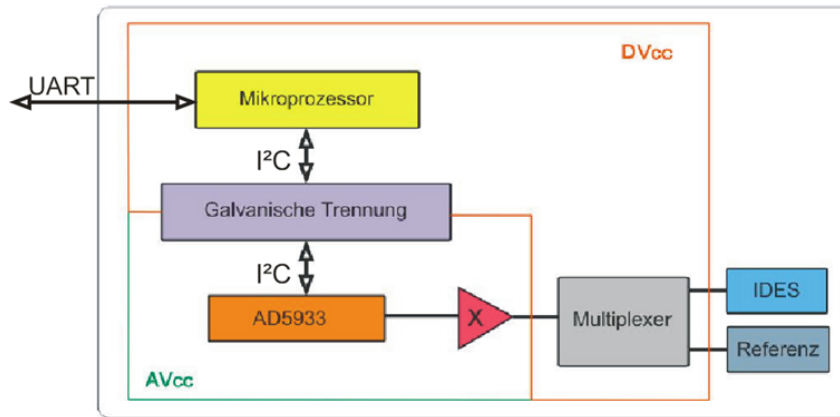 DVcc
UART
Mikroprozessor
I²C
Galvanische Trennung
I²C
AD5933
X
Multiplexer
IDES
Referenz
AVcc